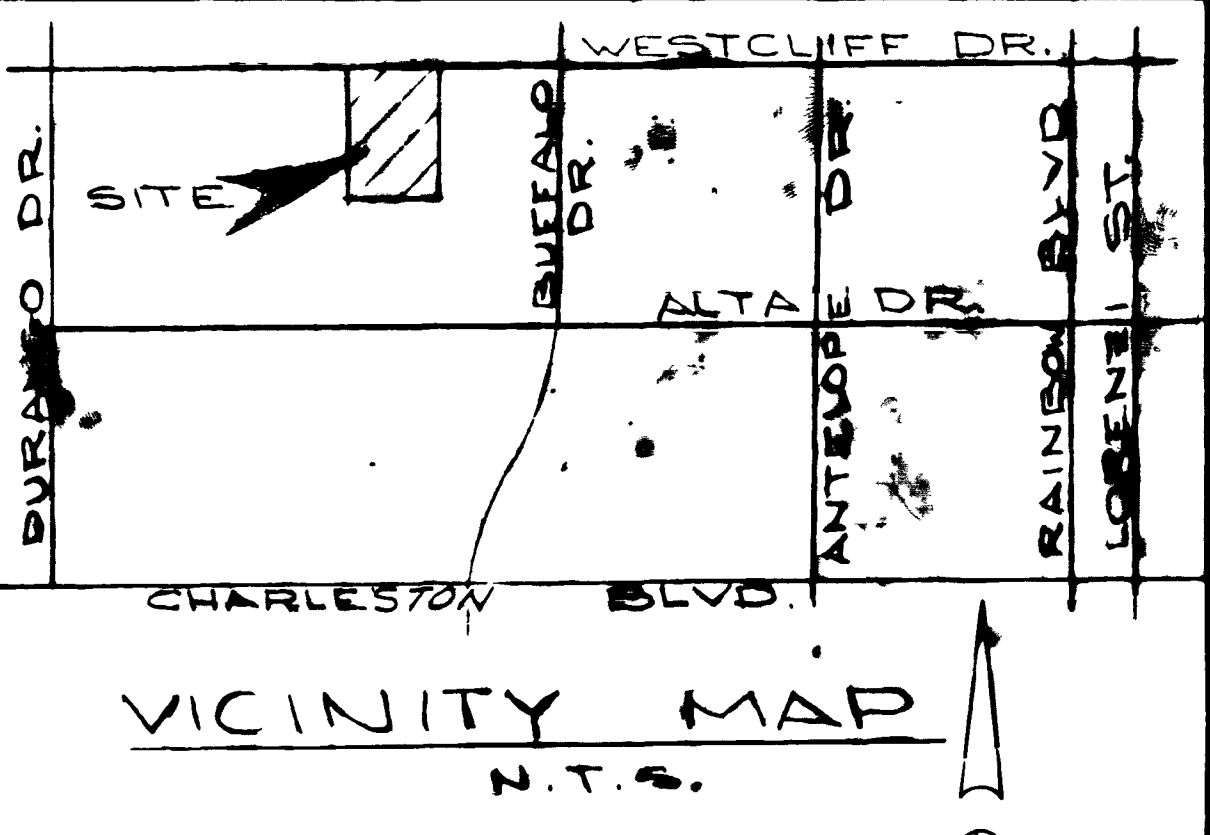 WESTCLIFF DR.
SITE
DURANGO DR.
BUFFALO
DR.
ALTA DR.
ANTELOPE DR.
RAINBOW BLVD
LORENZI ST.
CHARLESTON BLVD.
VICINITY MAP
N.T.S.